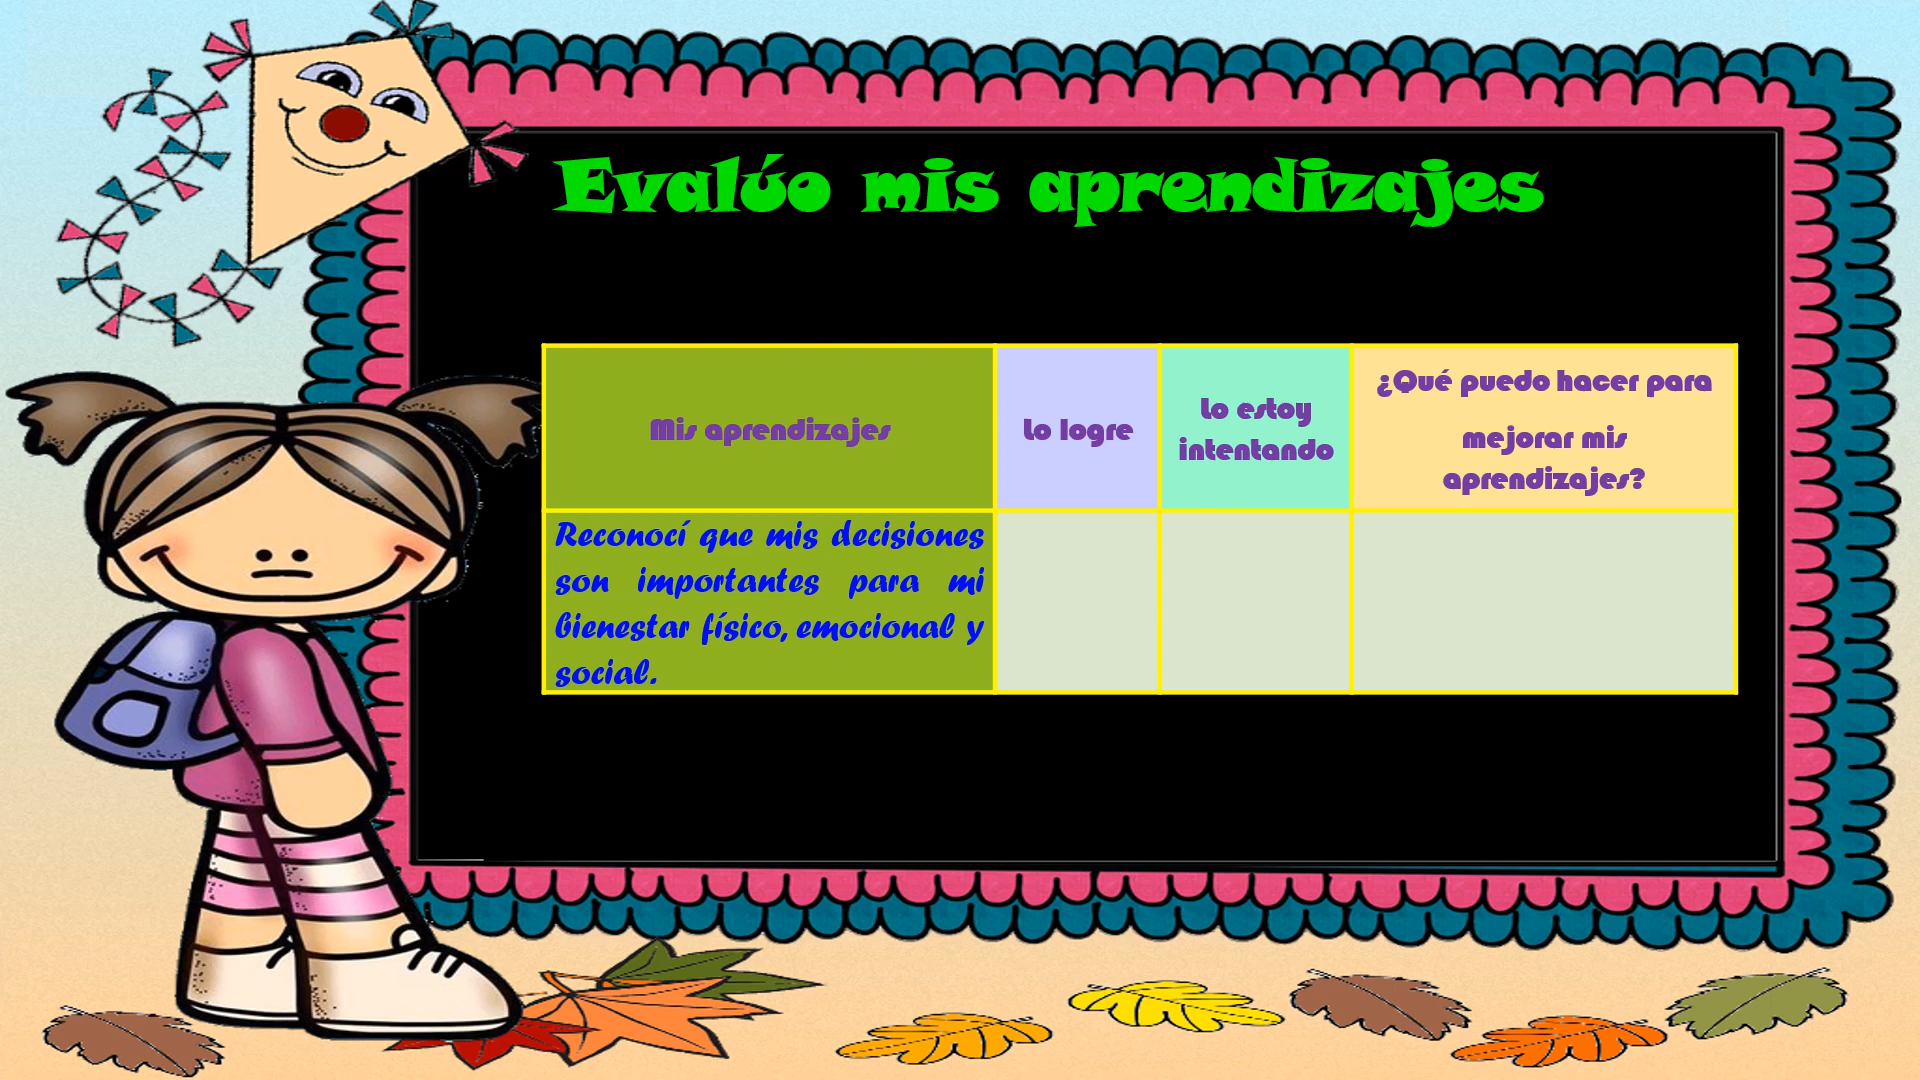 Evalúo mis aprendizajes
Mis aprendizajes
Lo logre
Lo estoy
intentando
¿Qué puedo hacer para
mejorar mis
aprendizajes?
Reconocí que mis decisiones
son importantes para mi
bienestar físico, emocional y
social.